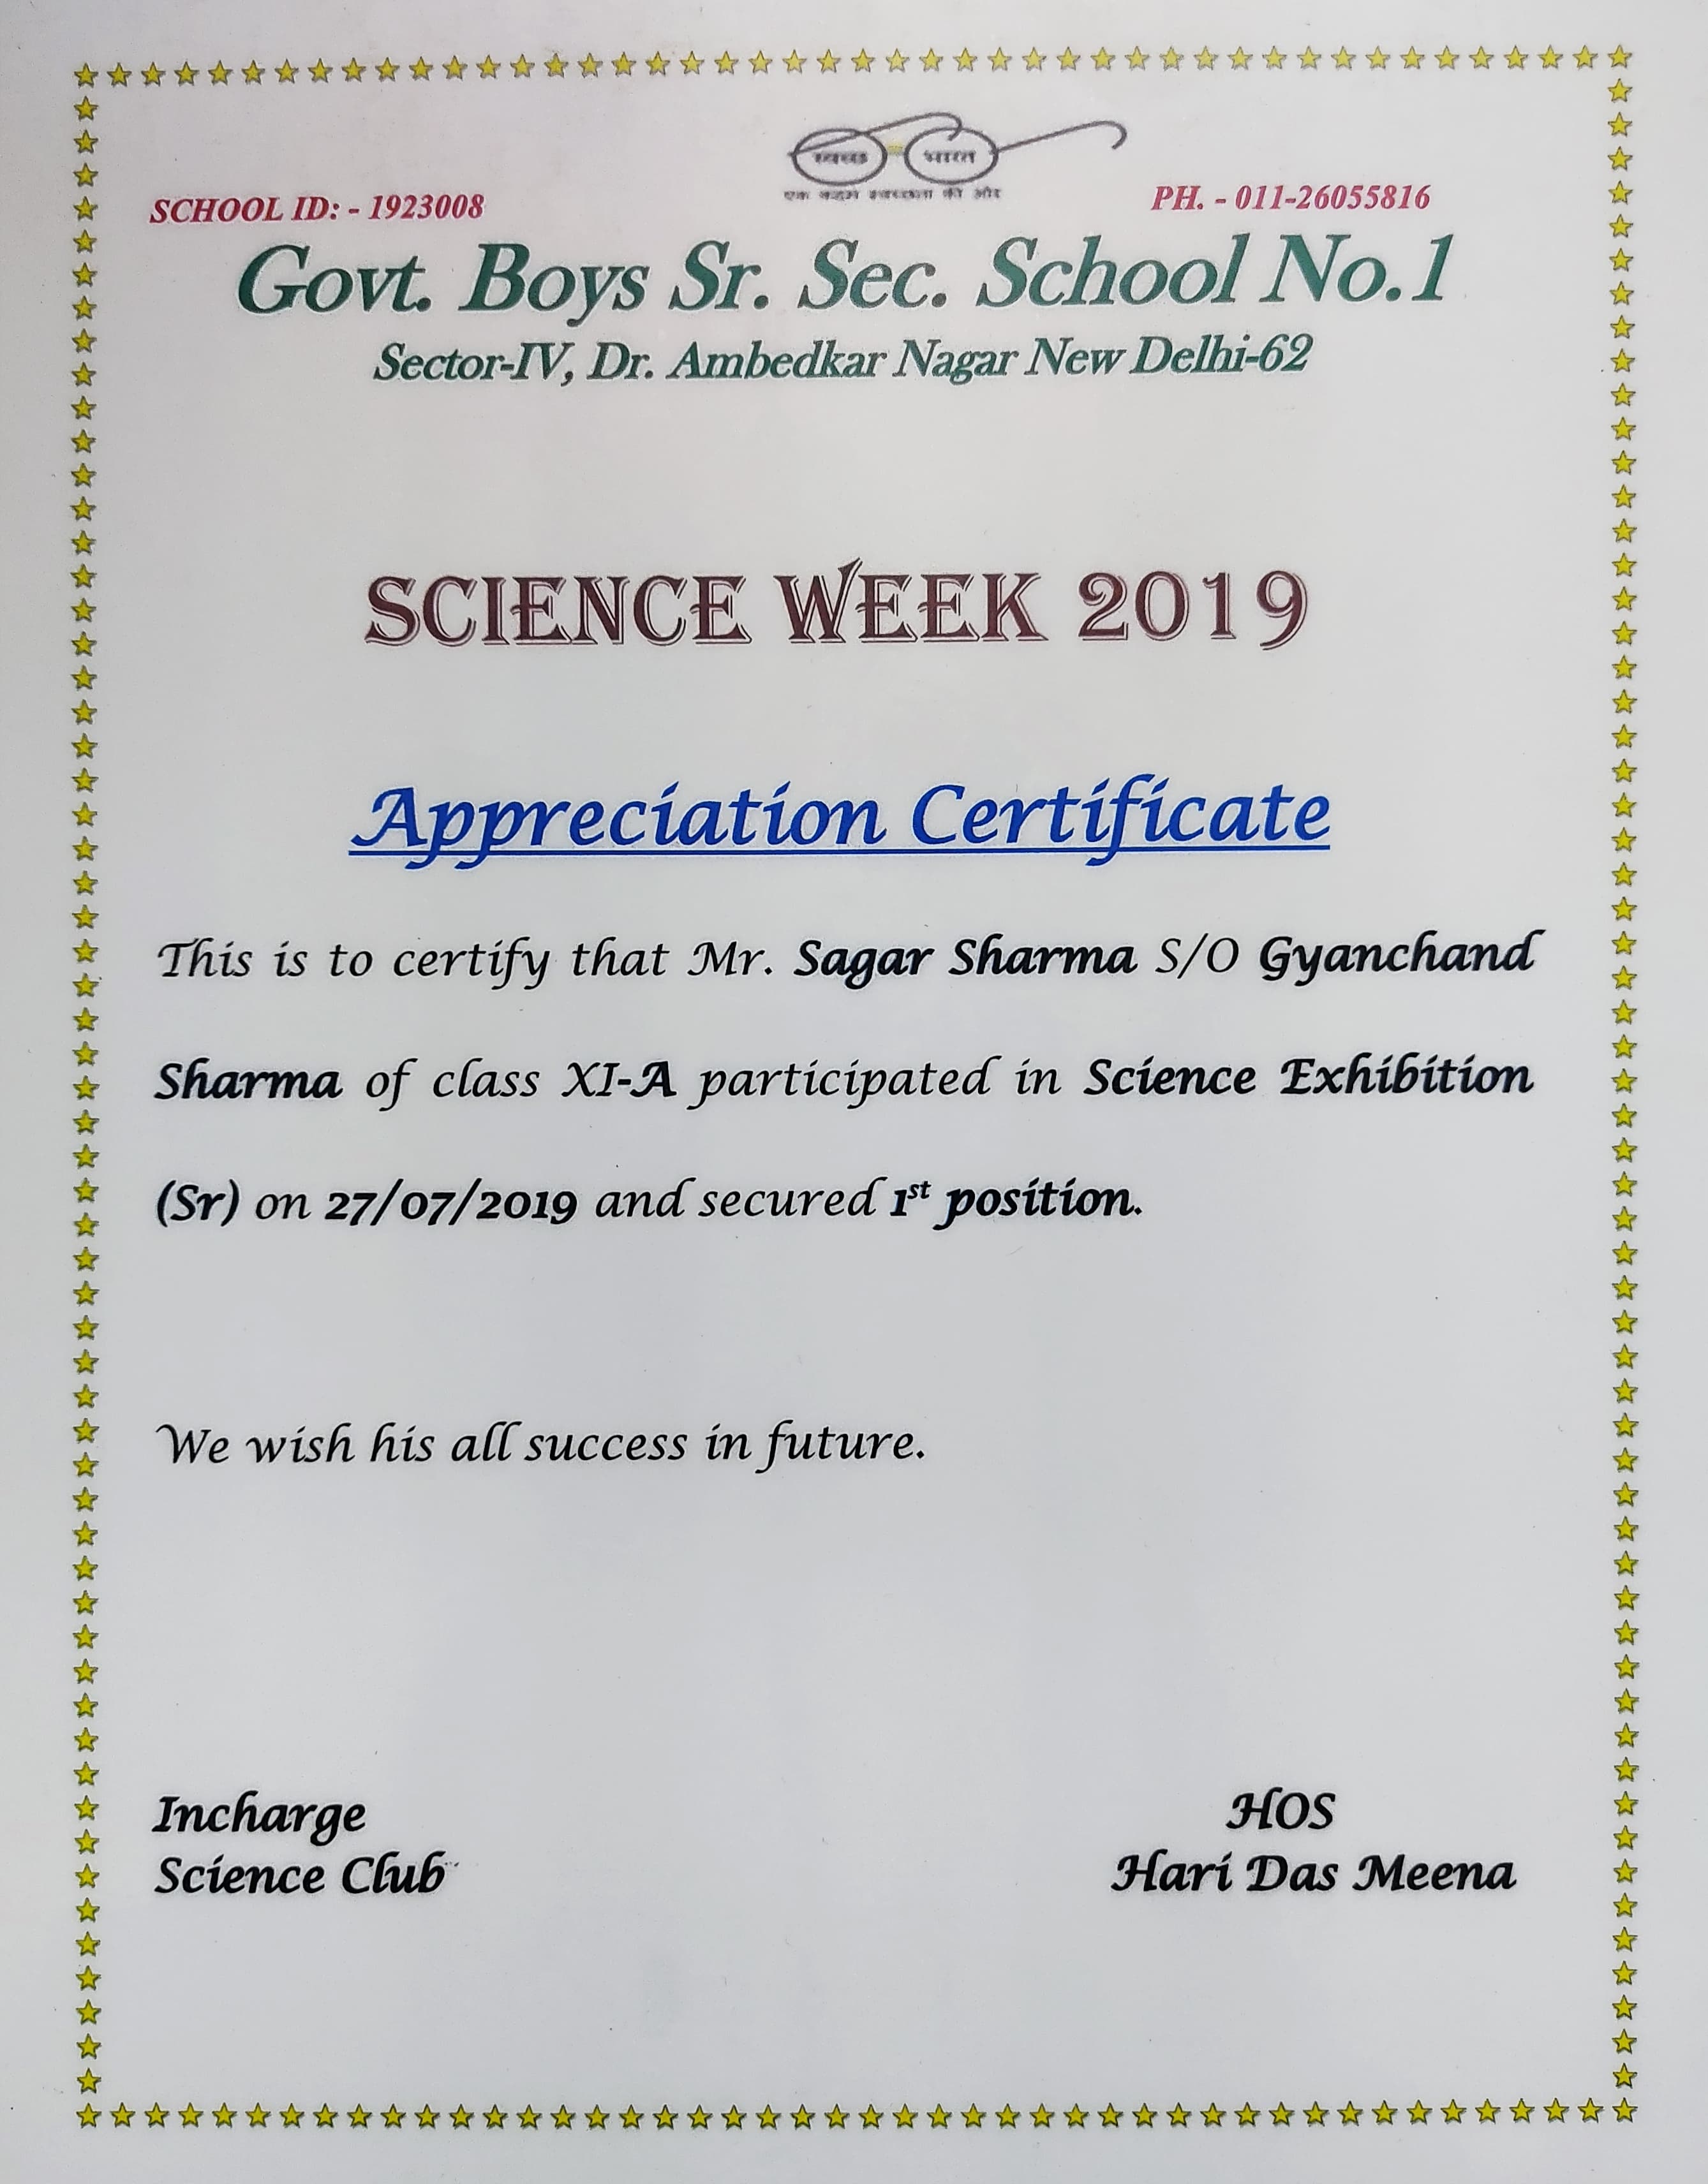 स्वच्छ भारत
एक कदम स्वच्छता की ओर
SCHOOL ID: - 1923008
PH. - 011-26055816
Govt. Boys Sr. Sec. School No.1
Sector-IV, Dr. Ambedkar Nagar New Delhi-62
SCIENCE WEEK 2019
Appreciation Certificate
This is to certify that Mr. Sagar Sharma S/O Gyanchand
Sharma of class XI-A participated in Science Exhibition
(Sr) on 27/07/2019 and secured 1st position.
We wish his all success in future.
Incharge
Science Club
HOS
Hari Das Meena